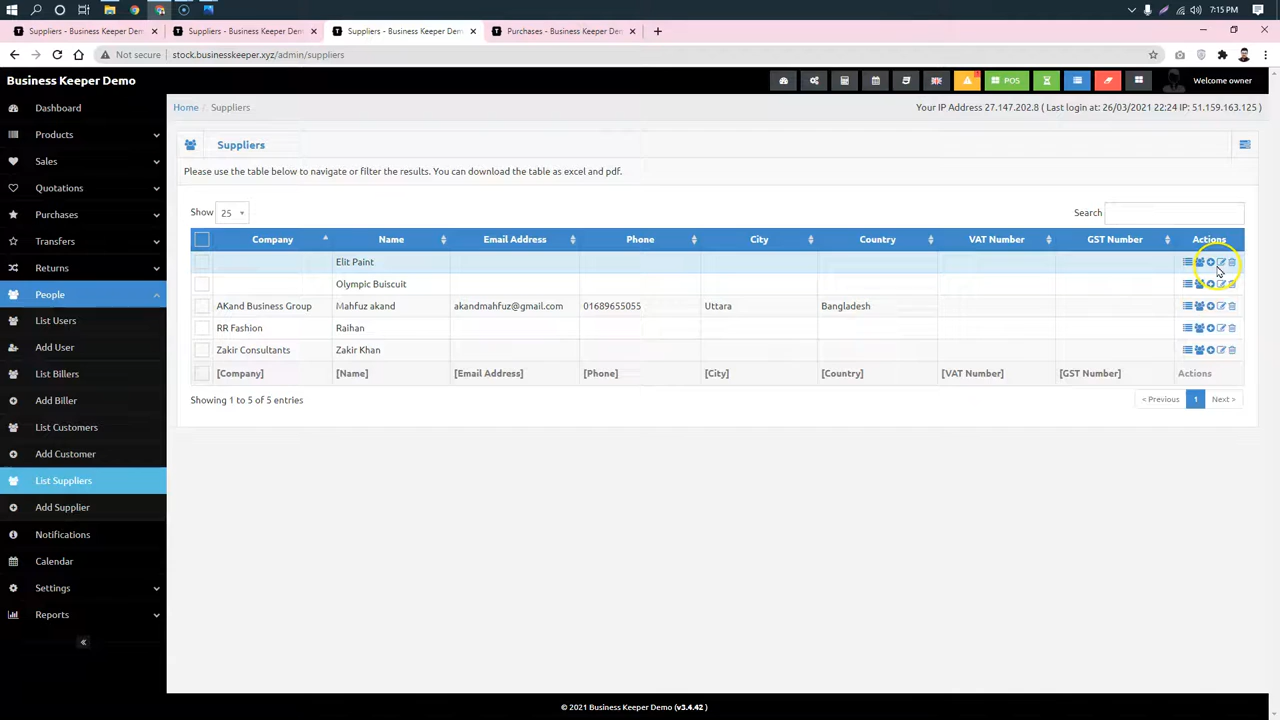 7:15 PM
Suppliers - Business Keeper Demo
Suppliers - Business Keeper Demo
Suppliers - Business Keeper Demo
Purchases - Business Keeper Demo
Not secure
stock.businesskeeper.xyz/admin/suppliers
Business Keeper Demo
POS
Welcome owner
Dashboard
Products
Sales
Quotations
Purchases
Transfers
Returns
People
List Users
Add User
List Billers
Add Biller
List Customers
Add Customer
List Suppliers
Add Supplier
Notifications
Calendar
Settings
Reports
Home / Suppliers
Your IP Address 27.147.202.8 ( Last login at: 26/03/2021 22:24 IP: 51.159.163.125 )
Suppliers
Please use the table below to navigate or filter the results. You can download the table as excel and pdf.
Show 25
Search
Company Name Email Address Phone City Country VAT Number GST Number Actions
Elit Paint
Olympic Buiscuit
AKand Business Group Mahfuz akand akandmahfuz@gmail.com 01689655055 Uttara Bangladesh
RR Fashion Raihan
Zakir Consultants Zakir Khan
[Company] [Name] [Email Address] [Phone] [City] [Country] [VAT Number] [GST Number] Actions
Showing 1 to 5 of 5 entries
< Previous 1 Next >
© 2021 Business Keeper Demo (v3.4.42 )